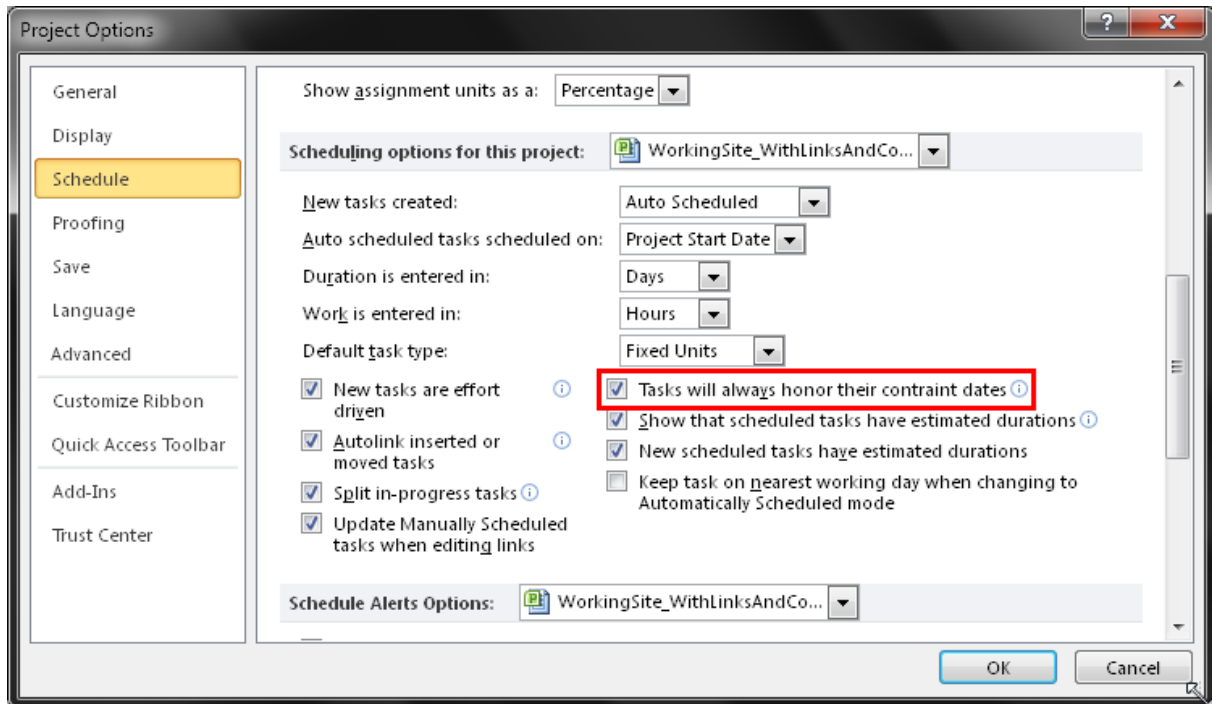 Project Options
General
Display
Schedule
Proofing
Save
Language
Advanced
Customize Ribbon
Quick Access Toolbar
Add-Ins
Trust Center
Show assignment units as a: Percentage
Scheduling options for this project: WorkingSite_WithLinksAndCo...
New tasks created: Auto Scheduled
Auto scheduled tasks scheduled on: Project Start Date
Duration is entered in: Days
Work is entered in: Hours
Default task type: Fixed Units
New tasks are effort
driven
Autolink inserted or
moved tasks
Split in-progress tasks
Update Manually Scheduled
tasks when editing links
Tasks will always honor their contraint dates
Show that scheduled tasks have estimated durations
New scheduled tasks have estimated durations
Keep task on nearest working day when changing to
Automatically Scheduled mode
Schedule Alerts Options: WorkingSite_WithLinksAndCo...
OK Cancel